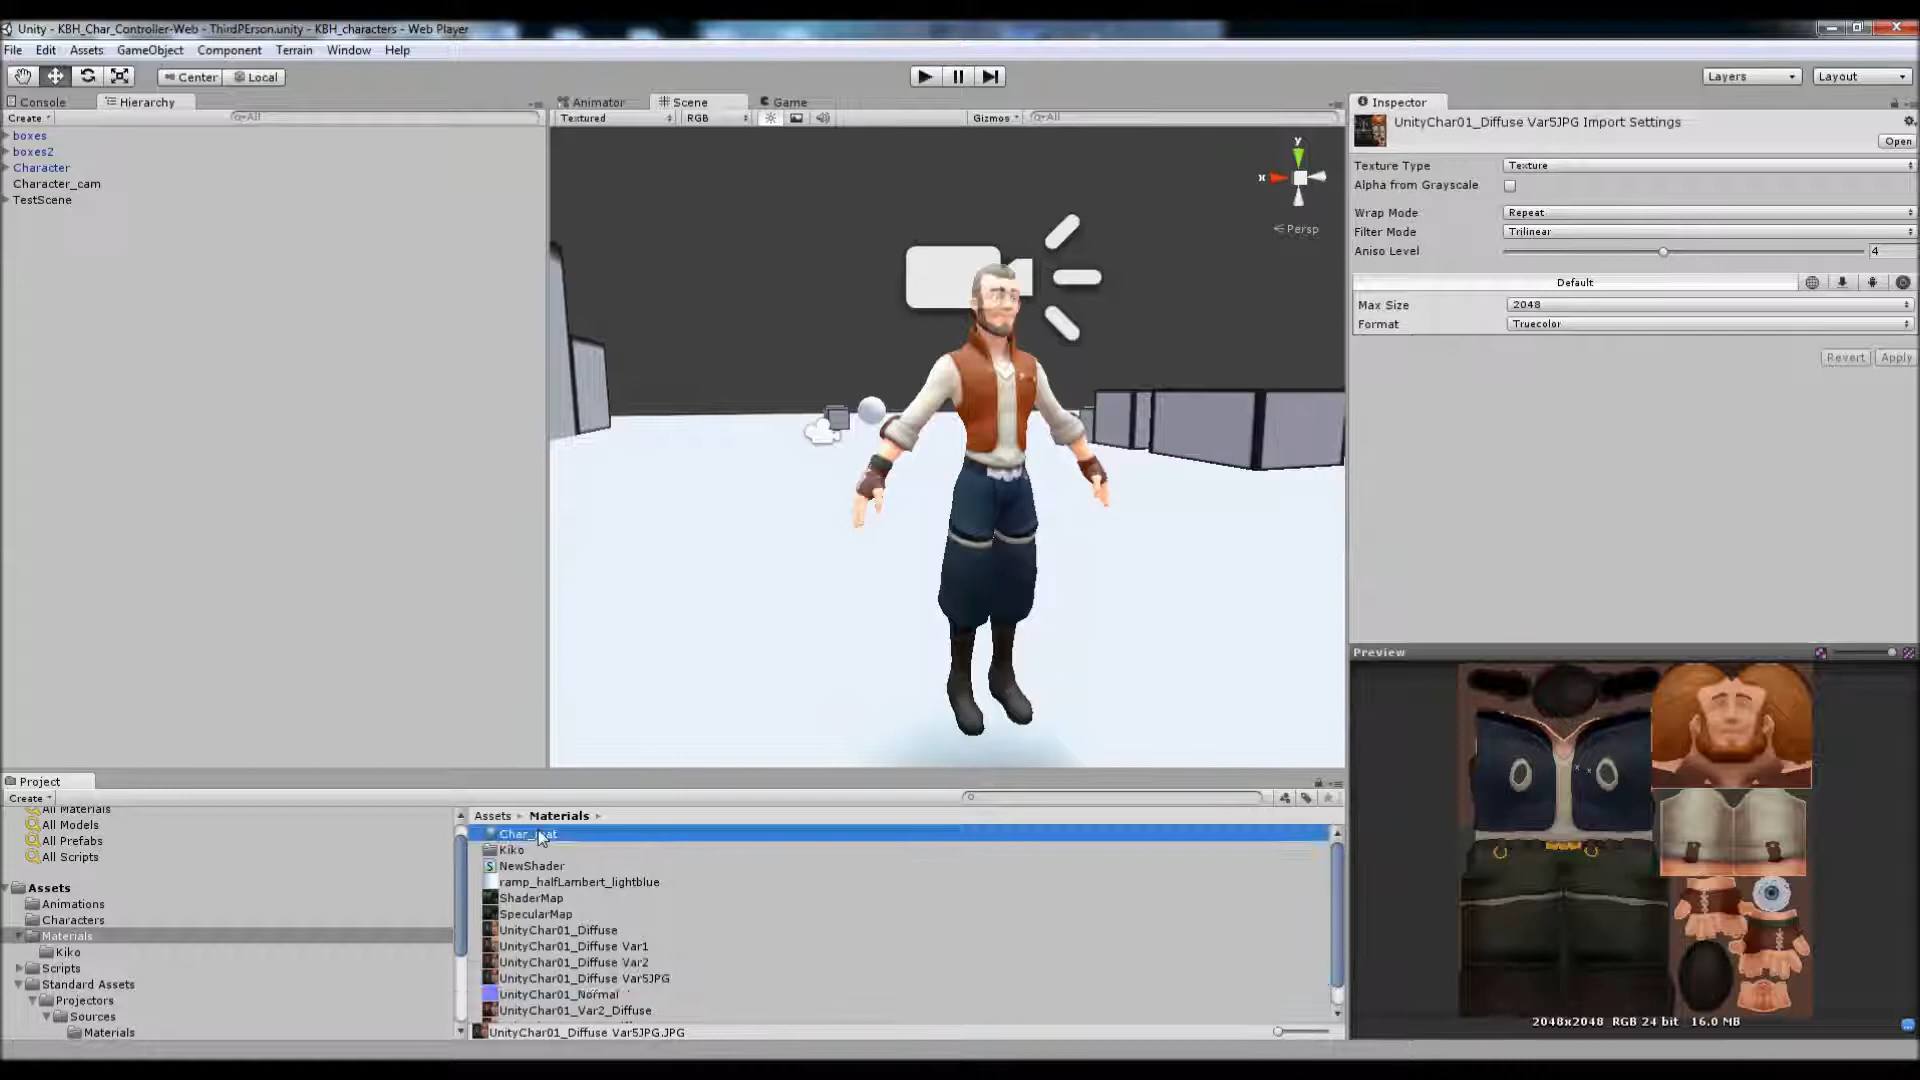 Unity - KBH_Char_Controller-Web - ThirdPErson.unity - KBH_characters - Web Player
File Edit Assets GameObject Component Terrain Window Help
Center Local Layers Layout
Console Hierarchy
Create All
boxes
boxes2
Character
Character_cam
TestScene
Animator Scene Game
Textured RGB Gizmos All
y
x
Persp
Inspector
UnityChar01_Diffuse Var5JPG Import Settings
Open
Texture Type Texture
Alpha from Grayscale
Wrap Mode Repeat
Filter Mode Trilinear
Aniso Level 4
Default
Max Size 2048
Format Truecolor
Revert Apply
Preview
2048x2048 RGB 24 bit 16.0 MB
Project
Create
All Materials
All Models
All Prefabs
All Scripts
Assets
Animations
Characters
Materials
Kiko
Scripts
Standard Assets
Projectors
Sources
Materials
Assets Materials
Kiko
NewShader
ramp_halfLambert_lightblue
ShaderMap
SpecularMap
UnityChar01_Diffuse
UnityChar01_Diffuse Var1
UnityChar01_Diffuse Var2
UnityChar01_Diffuse Var5JPG
UnityChar01_Normal
UnityChar01_Var2_Diffuse
UnityChar01_Diffuse Var5JPG.JPG